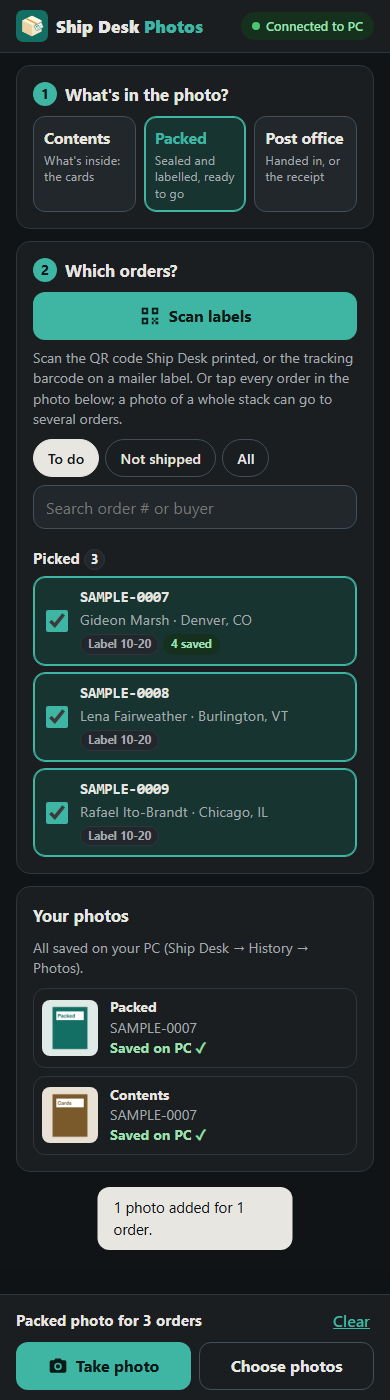 Ship Desk Photos
Connected to PC
1 What's in the photo?
Contents
What's inside:
the cards
Packed
Sealed and
labelled, ready
to go
Post office
Handed in, or
the receipt
2 Which orders?
Scan labels
Scan the QR code Ship Desk printed, or the tracking
barcode on a mailer label. Or tap every order in the
photo below; a photo of a whole stack can go to
several orders.
To do
Not shipped
All
Search order # or buyer
Picked 3
SAMPLE-0007
Gideon Marsh · Denver, CO
Label 10-20
4 saved
SAMPLE-0008
Lena Fairweather · Burlington, VT
Label 10-20
SAMPLE-0009
Rafael Ito-Brandt · Chicago, IL
Label 10-20
Your photos
All saved on your PC (Ship Desk → History →
Photos).
Packed
Packed
SAMPLE-0007
Saved on PC ✓
Cards
Contents
SAMPLE-0007
Saved on PC ✓
1 photo added for 1
order.
Packed photo for 3 orders
Clear
Take photo
Choose photos